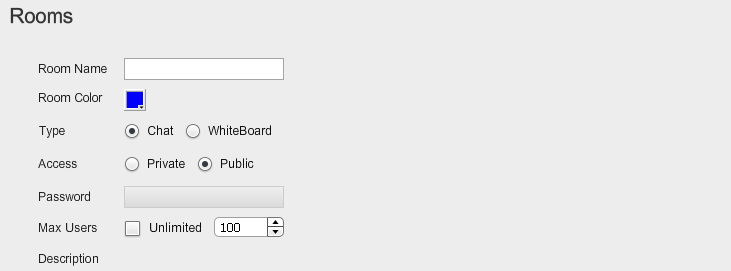 Rooms
Room Name
Room Color
Type Chat WhiteBoard
Access Private Public
Password
Max Users Unlimited 100
Description